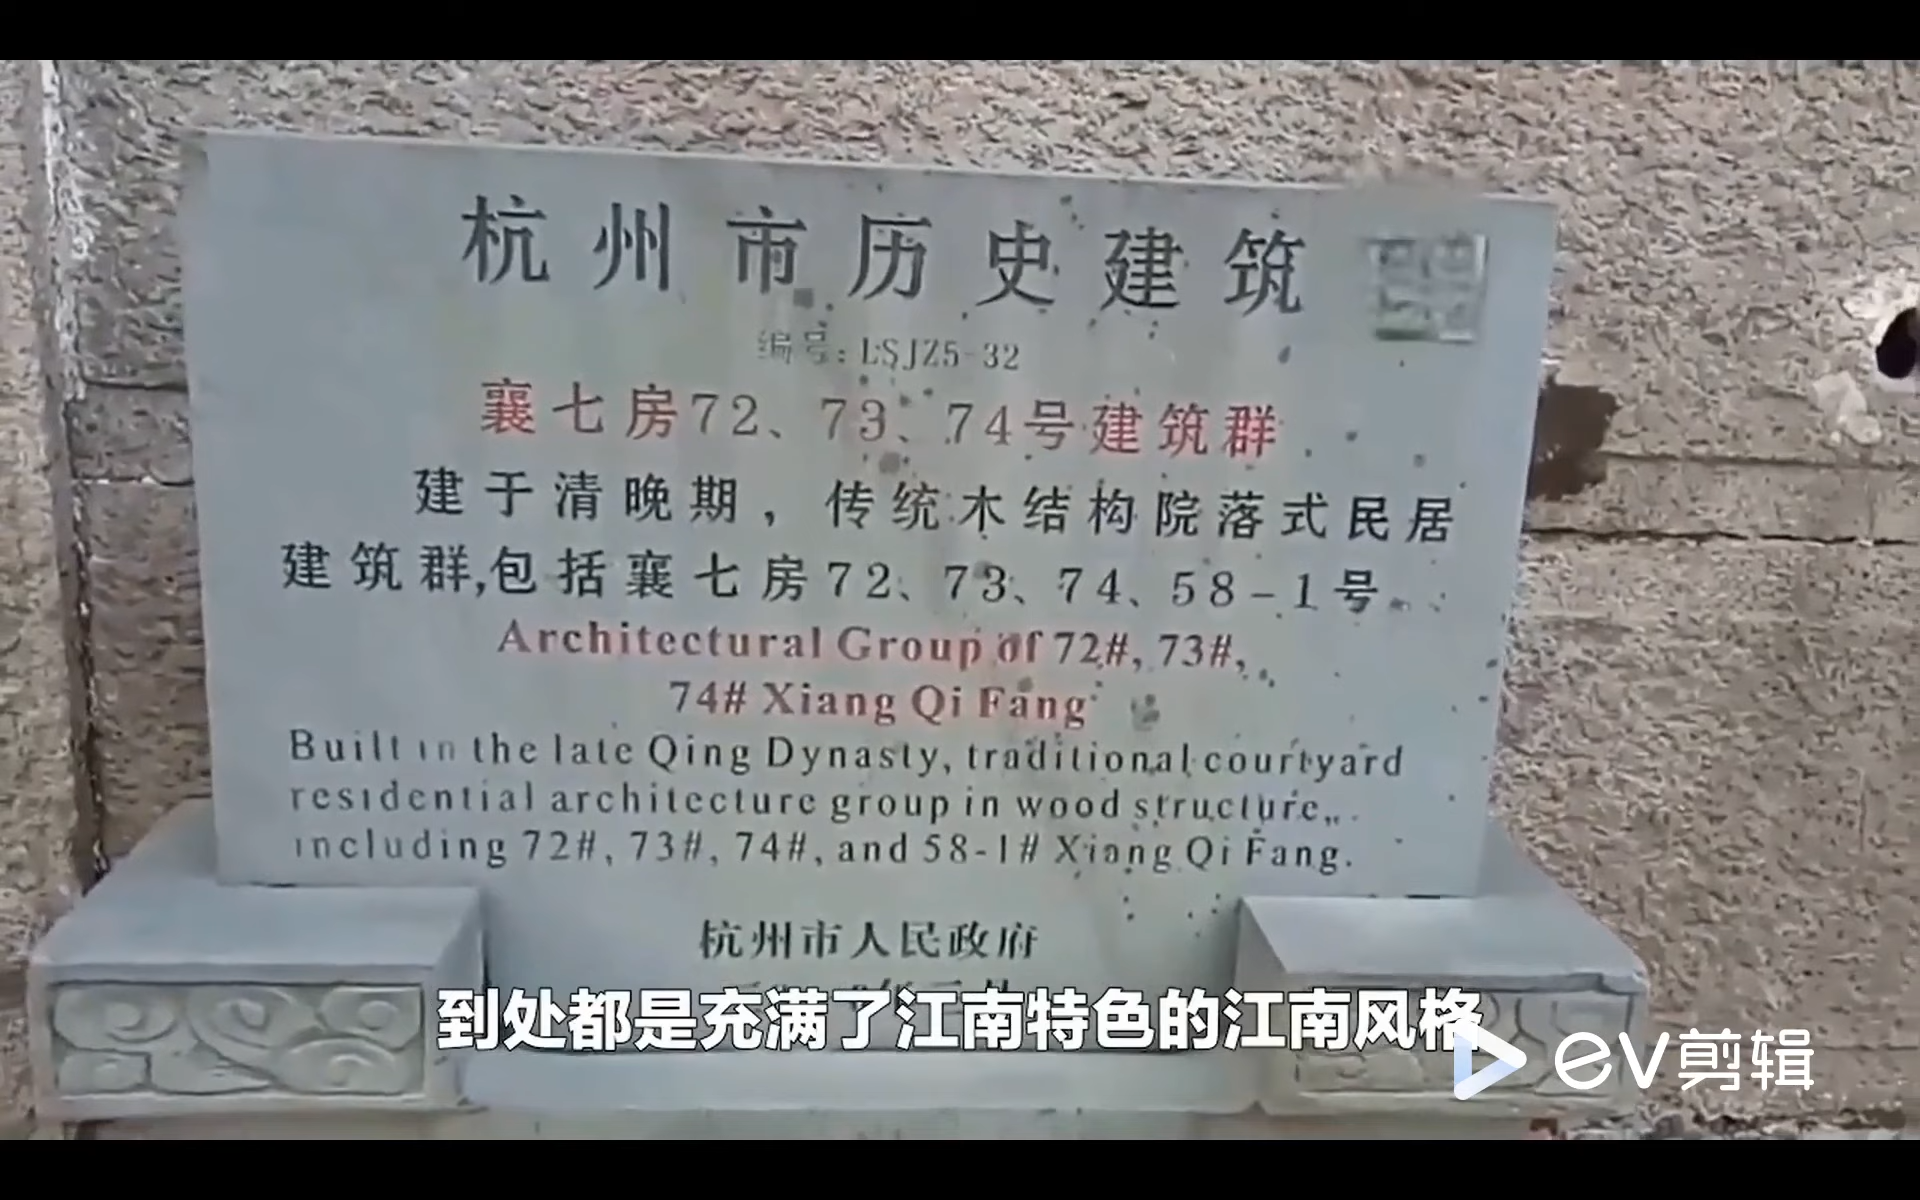 杭州市历史建筑
编号:LSJZ5-32
襄七房72、73、74号建筑群
建于清晚期，传统木结构院落式民居
建筑群,包括襄七房72、73、74、58-1号
Architectural Group of 72#, 73#,
74# Xiang Qi Fang
Built in the late Qing Dynasty, traditional courtyard
residential architecture group in wood structure,
including 72#, 73#, 74#, and 58-1# Xiang Qi Fang.
杭州市人民政府
到处都是充满了江南特色的江南风格
ev剪辑